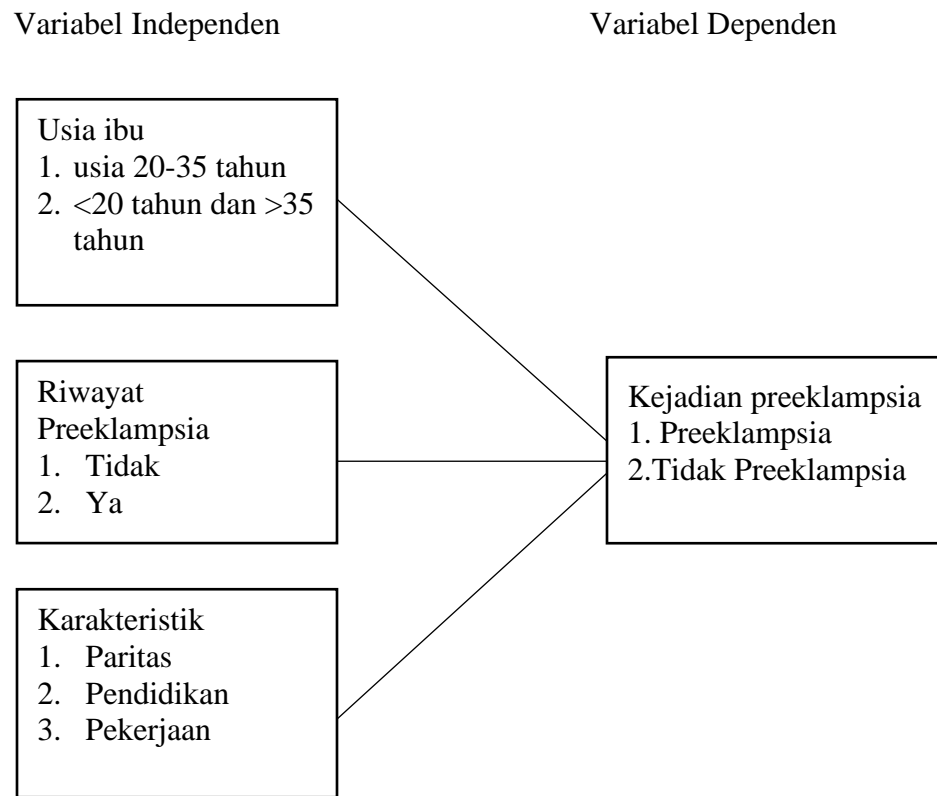 Variabel Independen
Variabel Dependen
Usia ibu
1. usia 20-35 tahun
2. <20 tahun dan >35
tahun
Riwayat
Preeklampsia
1. Tidak
2. Ya
Kejadian preeklampsia
1. Preeklampsia
2.Tidak Preeklampsia
Karakteristik
1. Paritas
2. Pendidikan
3. Pekerjaan